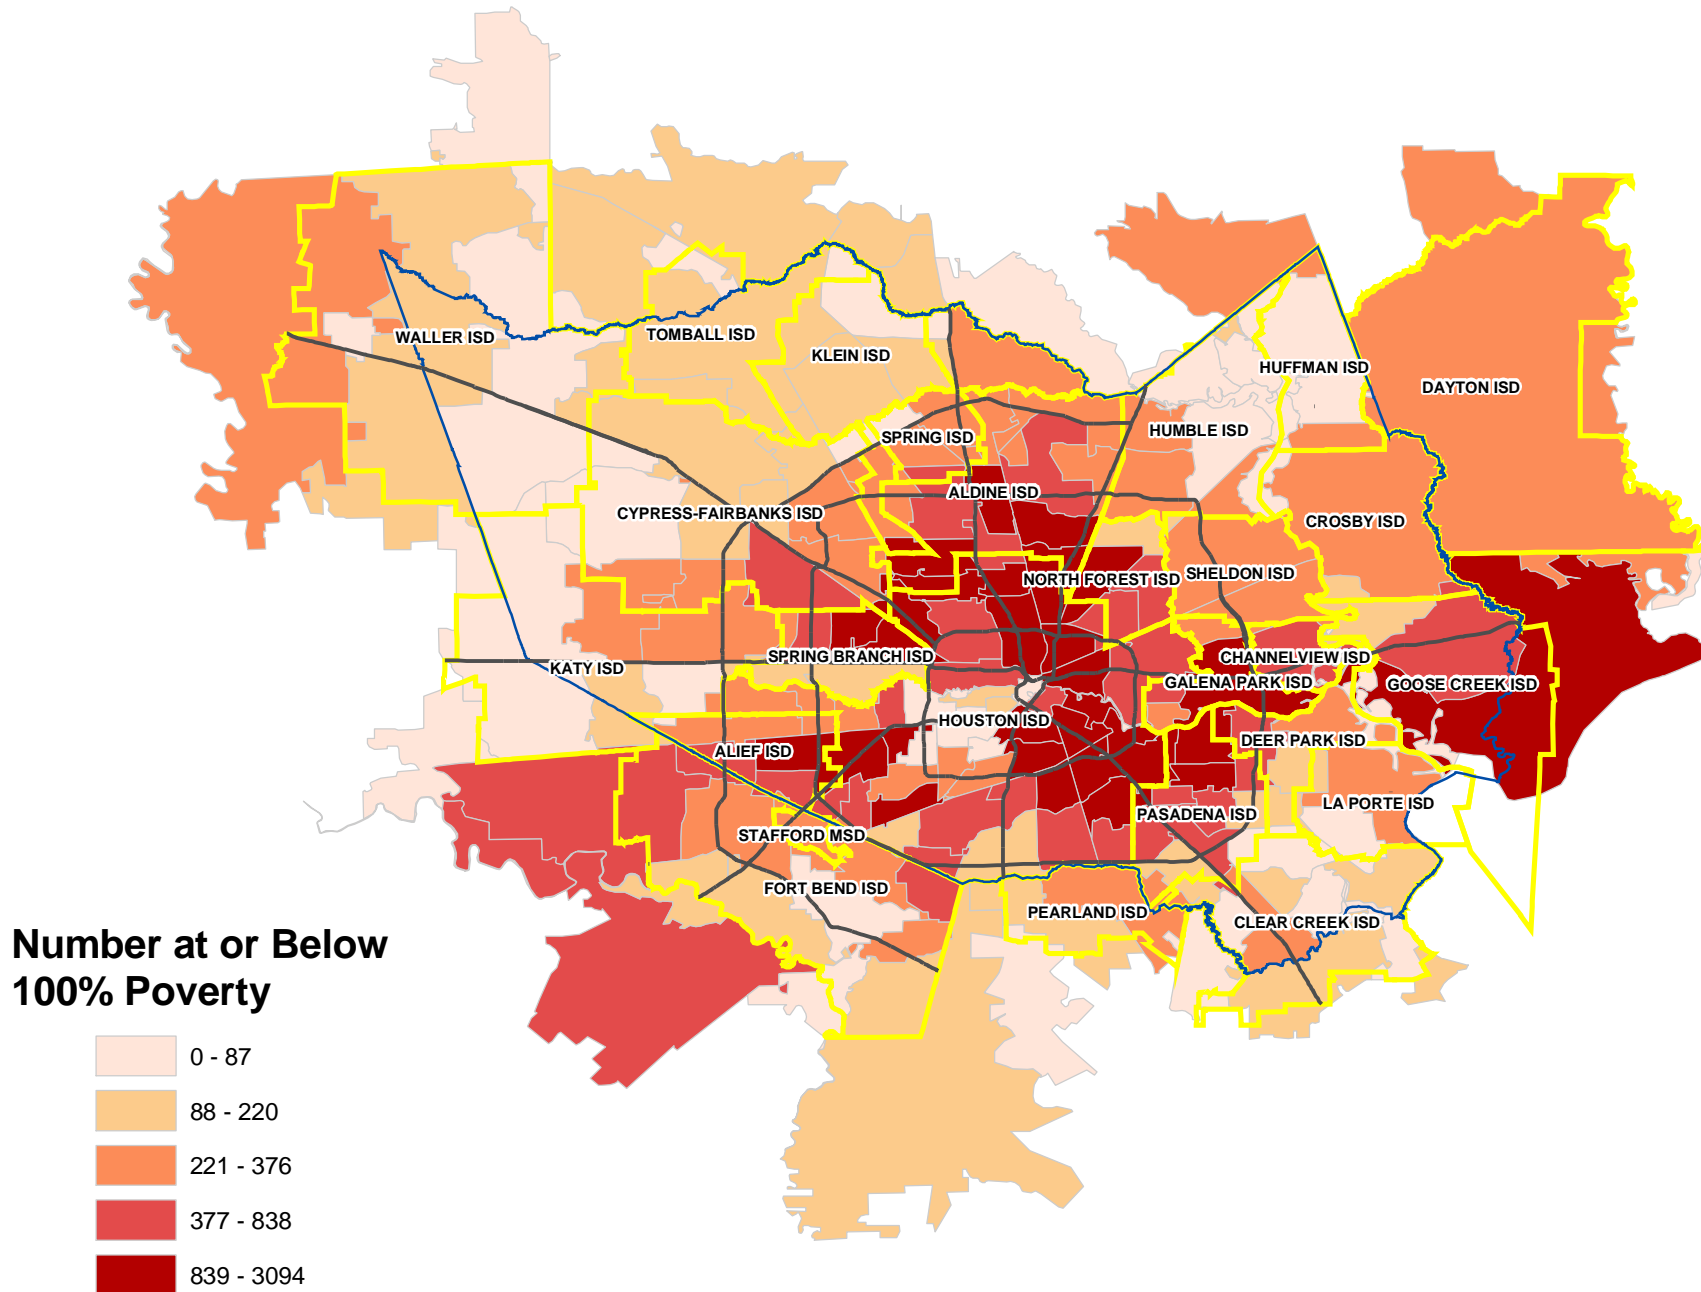 WALLER ISD
TOMBALL ISD
KLEIN ISD
HUFFMAN ISD
DAYTON ISD
SPRING ISD
HUMBLE ISD
ALDINE ISD
CYPRESS-FAIRBANKS ISD
CROSBY ISD
NORTH FOREST ISD
SHELDON ISD
SPRING BRANCH ISD
CHANNELVIEW ISD
KATY ISD
GALENA PARK ISD
GOOSE CREEK ISD
HOUSTON ISD
DEER PARK ISD
ALIEF ISD
LA PORTE ISD
PASADENA ISD
STAFFORD MSD
FORT BEND ISD
PEARLAND ISD
CLEAR CREEK ISD
Number at or Below
100% Poverty
0 - 87
88 - 220
221 - 376
377 - 838
839 - 3094